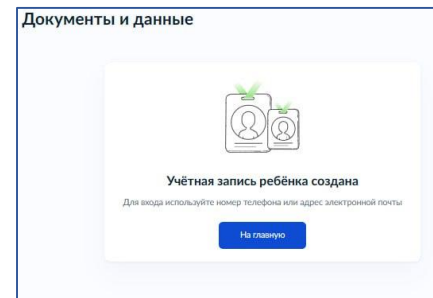 Документы и данные
Учётная запись ребёнка создана
Для входа используйте номер телефона или адрес электронной почты
На главную